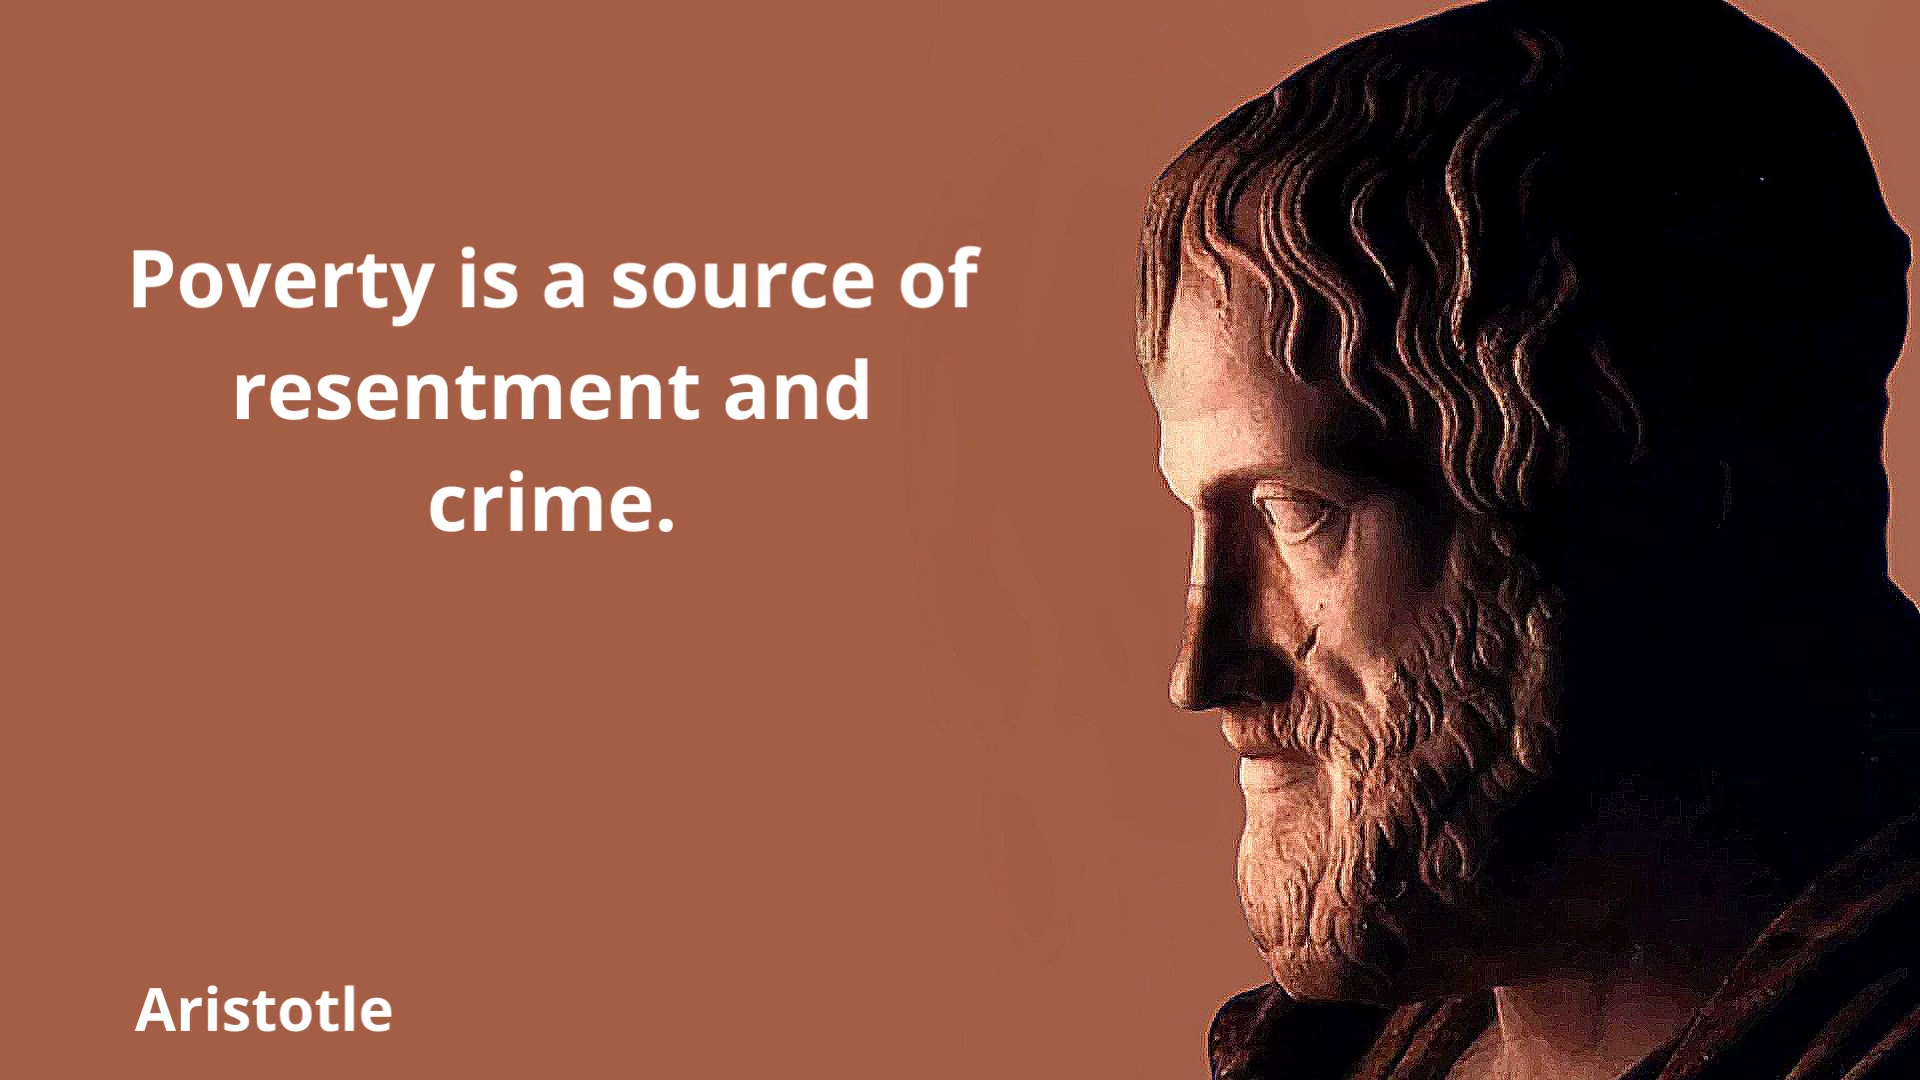 Poverty is a source of
resentment and
crime.
Aristotle